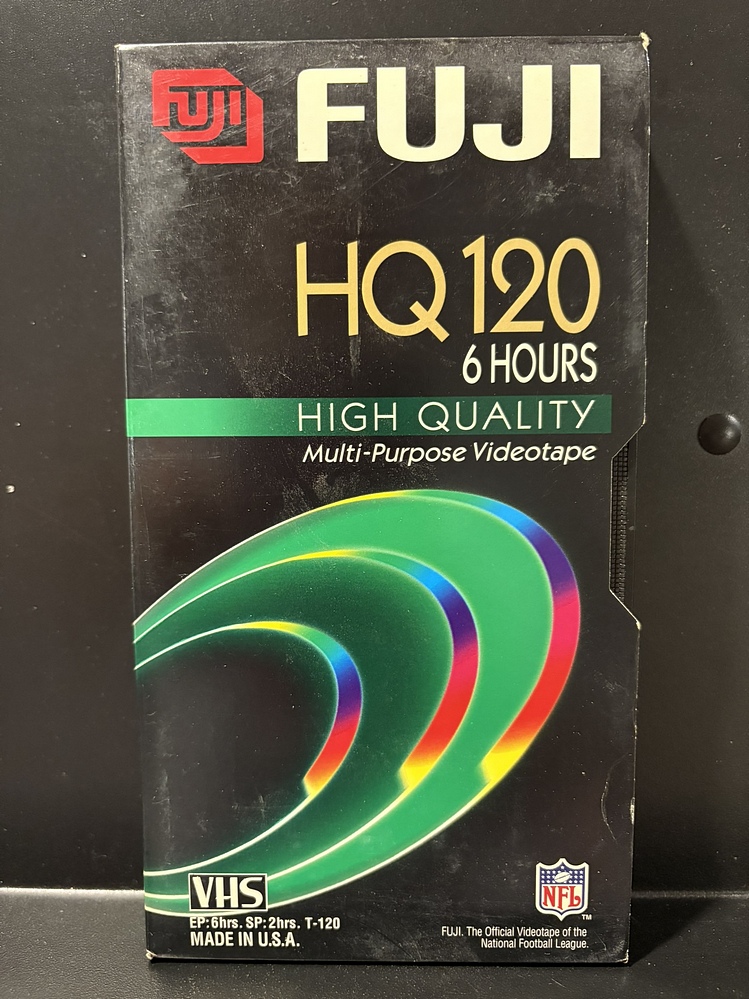 FUJI FUJI
HQ 120
6 HOURS
HIGH QUALITY
Multi-Purpose Videotape
VHS
EP:6hrs. SP:2hrs. T-120
MADE IN U.S.A.
NFL
TM
FUJI. The Official Videotape of the
National Football League.